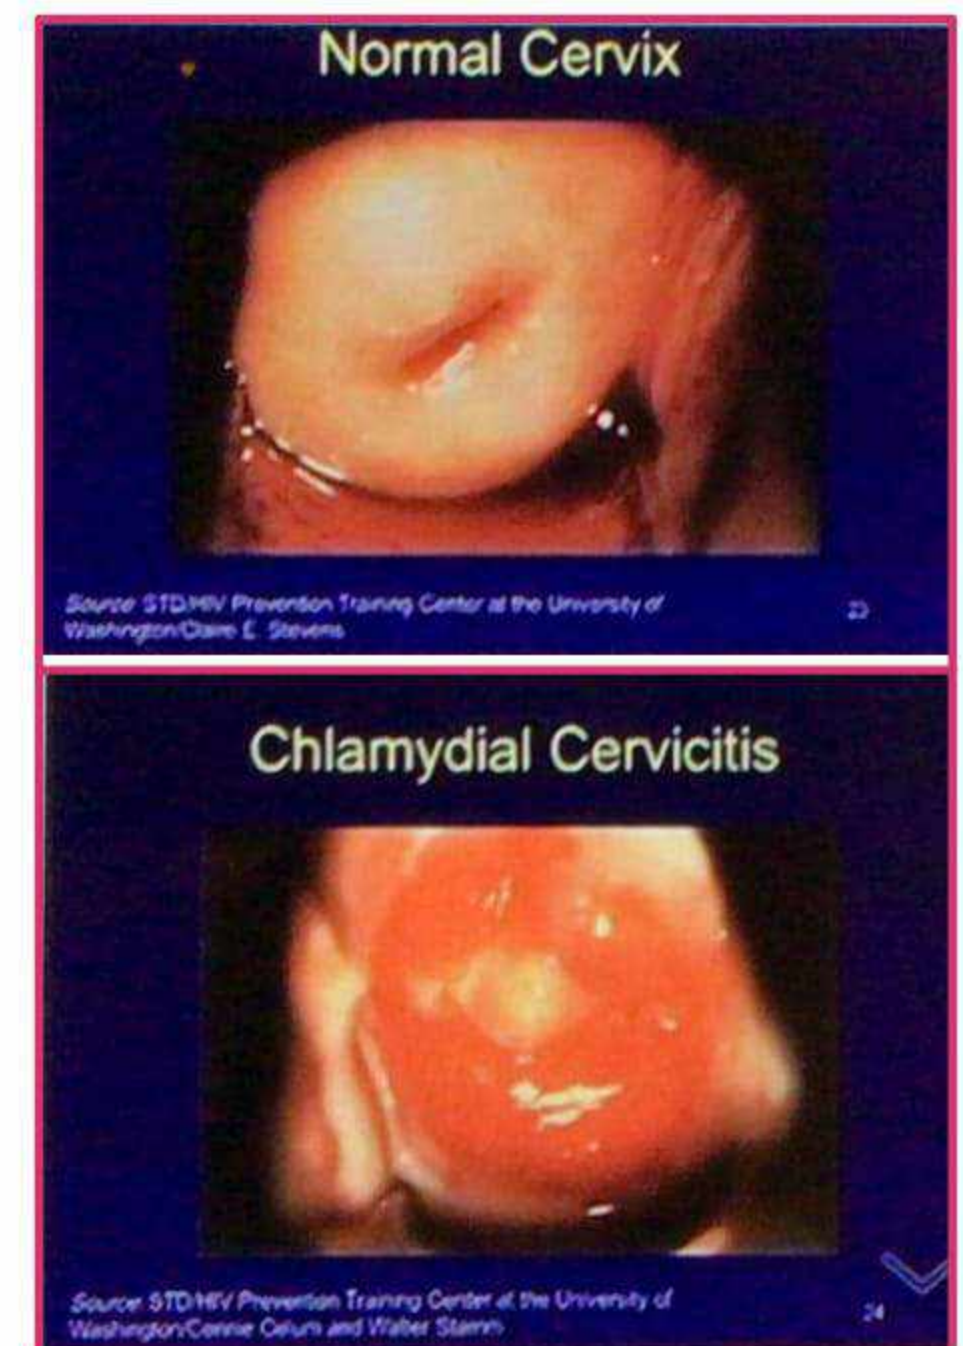 Normal Cervix
Source: STD/HIV Prevention Training Center at the University of
Washington/Claire E. Stevens
23
Chlamydial Cervicitis
Source: STD/HIV Prevention Training Center at the University of
Washington/Connie Celum and Walter Stamm
24